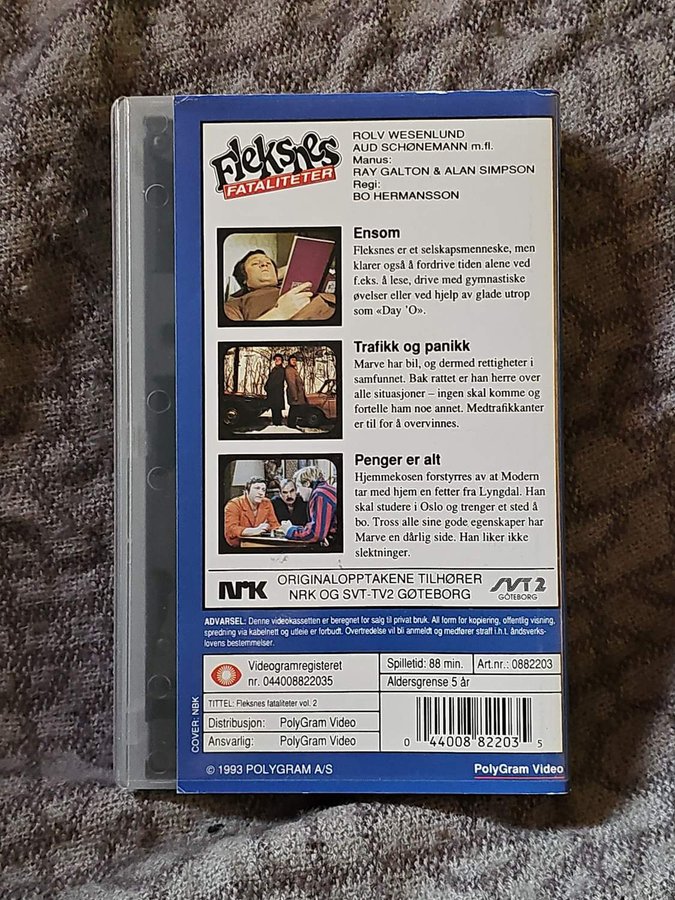 Fleksnes
FATALITETER
ROLV WESENLUND
AUD SCHØNEMANN m.fl.
Manus:
RAY GALTON & ALAN SIMPSON
Regi:
BO HERMANSSON
Ensom
Fleksnes er et selskapsmenneske, men
klarer også å fordrive tiden alene ved
f.eks. å lese, drive med gymnastiske
øvelser eller ved hjelp av glade utrop
som «Day 'O».
Trafikk og panikk
Marve har bil, og dermed rettigheter i
samfunnet. Bak rattet er han herre over
alle situasjoner – ingen skal komme og
fortelle ham noe annet. Medtrafikkanter
er til for å overvinnes.
Penger er alt
Hjemmekosen forstyrres av at Modern
tar med hjem en fetter fra Lyngdal. Han
skal studere i Oslo og trenger et sted å
bo. Tross alle sine gode egenskaper har
Marve en dårlig side. Han liker ikke
slektninger.
NRK
ORIGINALOPPTAKENE TILHØRER
NRK OG SVT-TV2 GØTEBORG
SVT 2
GÖTEBORG
ADVARSEL: Denne videokassetten er beregnet for salg til privat bruk. All form for kopiering, offentlig visning,
spredning via kabelnett og utleie er forbudt. Overtredelse vil bli anmeldt og medfører straff i.h.t. åndsverks-
lovens bestemmelser.
Videogramregisteret
nr. 044008822035
Spilletid: 88 min.
Art.nr.: 0882203
Aldersgrense 5 år
TITTEL: Fleksnes fataliteter vol. 2
Distribusjon: PolyGram Video
Ansvarlig: PolyGram Video
COVER: NBK
0 44008 82203 5
© 1993 POLYGRAM A/S
PolyGram Video